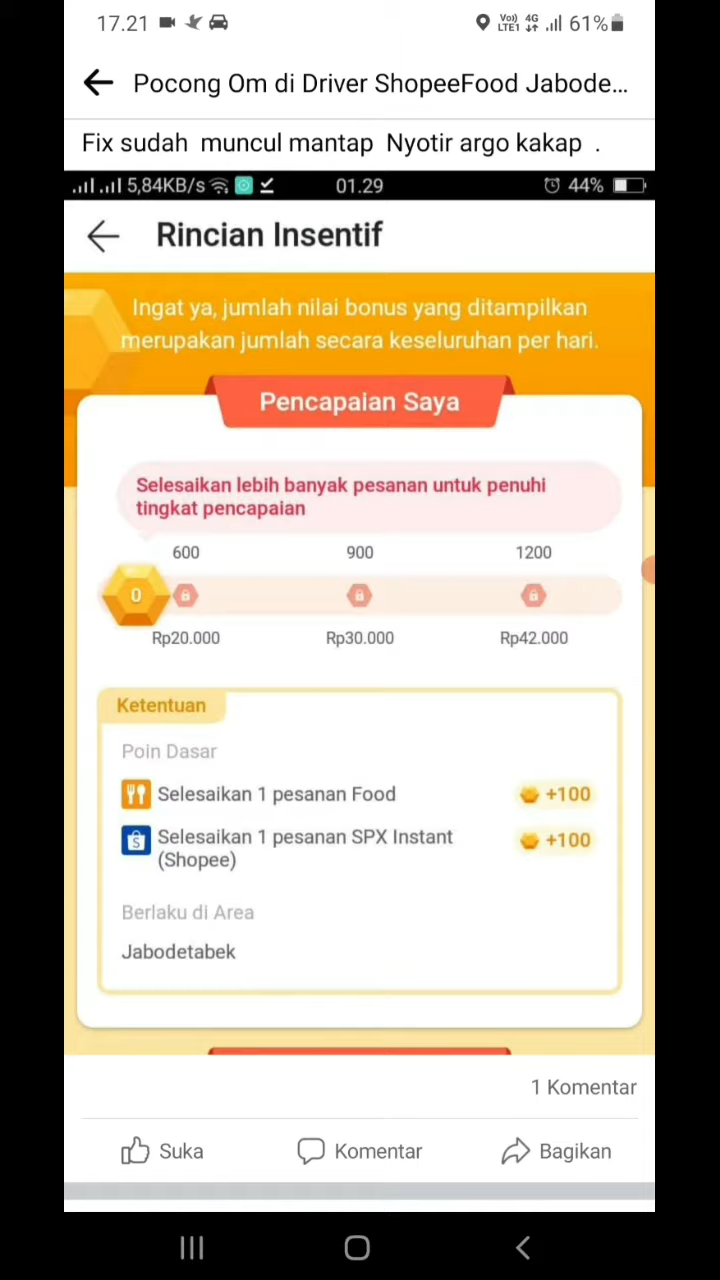 17.21
Vo)) LTE1 4G 61%
Pocong Om di Driver ShopeeFood Jabode...
Fix sudah muncul mantap Nyotir argo kakap .
5,84KB/s 01.29 44%
Rincian Insentif
Ingat ya, jumlah nilai bonus yang ditampilkan
merupakan jumlah secara keseluruhan per hari.
Pencapaian Saya
Selesaikan lebih banyak pesanan untuk penuhi
tingkat pencapaian
600 900 1200
0
Rp20.000 Rp30.000 Rp42.000
Ketentuan
Poin Dasar
Selesaikan 1 pesanan Food +100
Selesaikan 1 pesanan SPX Instant +100
(Shopee)
Berlaku di Area
Jabodetabek
1 Komentar
Suka Komentar Bagikan